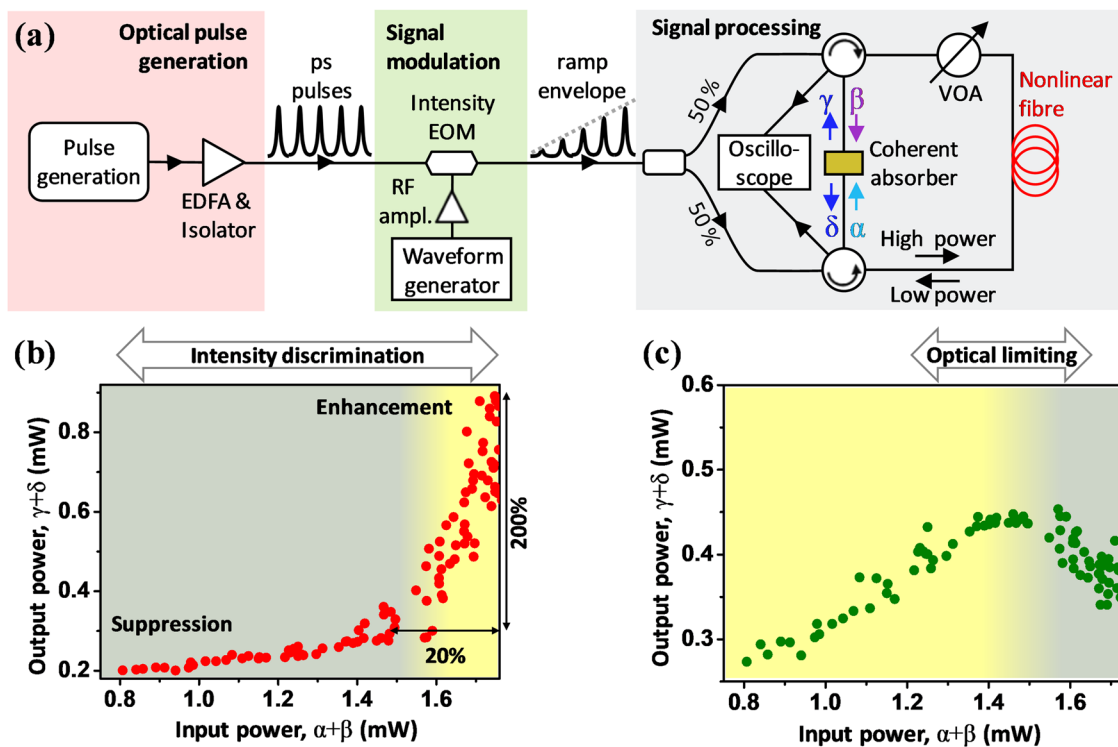 (a)
Optical pulse
generation
Pulse
generation
EDFA &
Isolator
ps
pulses
Signal
modulation
Intensity
EOM
RF
ampl.
Waveform
generator
ramp
envelope
Signal processing
50 %
50 %
Oscillo-
scope
γ
β
δ
α
Coherent
absorber
VOA
Nonlinear
fibre
High power
Low power
(b)
Intensity discrimination
Enhancement
Suppression
200%
20%
Output power, γ+δ (mW)
0.8
0.6
0.4
0.2
0.8 1.0 1.2 1.4 1.6
Input power, α+β (mW)
(c)
Optical limiting
Output power, γ+δ (mW)
0.6
0.5
0.4
0.3
0.8 1.0 1.2 1.4 1.6
Input power, α+β (mW)